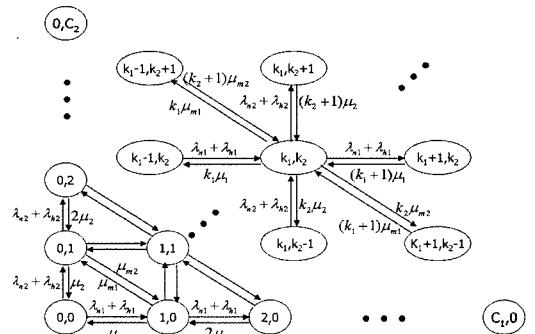 0,C₂
k₁-1,k₂+1
k₁,k₂+1
(k₂+1)μₘ₂
k₁μₘ₁
λₙ₂+λₕ₂
(k₂+1)μ₂
k₁-1,k₂
λₙ₁+λₕ₁
k₁μ₁
k₁,k₂
λₙ₁+λₕ₁
(k₁+1)μ₁
k₁+1,k₂
0,2
λₙ₂+λₕ₂
k₂μ₂
k₂μₘ₂
(k₁+1)μₘ₁
λₙ₂+λₕ₂
2μ₂
k₁,k₂-1
K₁+1,k₂-1
0,1
1,1
λₙ₂+λₕ₂
μ₂
μₘ₂
μₘ₁
0,0
λₙ₁+λₕ₁
1,0
λₙ₁+λₕ₁
2,0
C₁,0